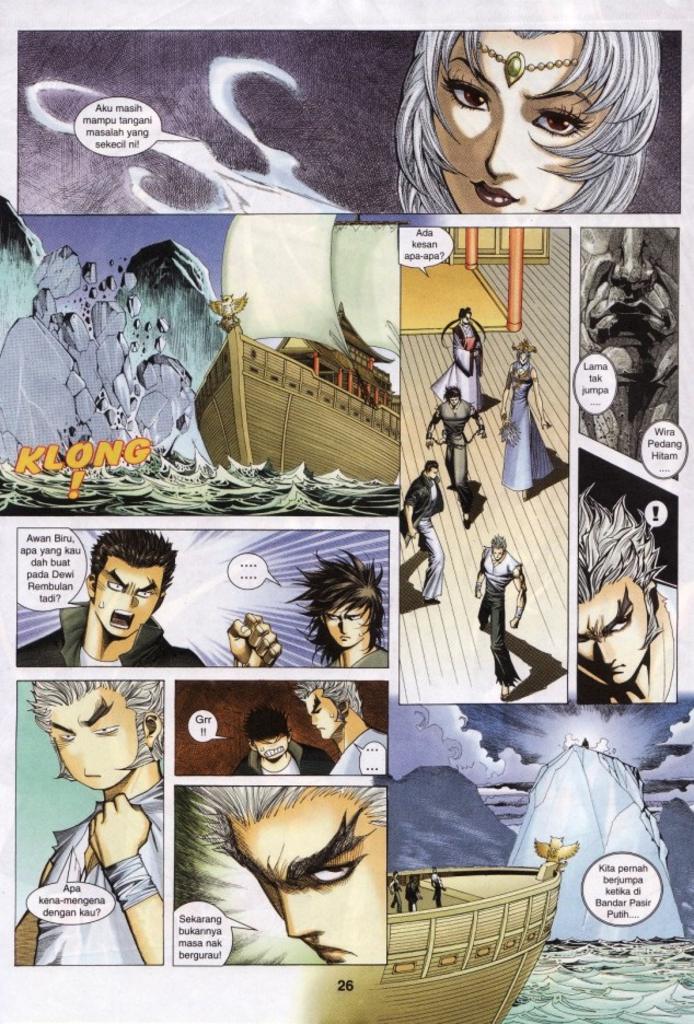 Aku masih
mampu tangani
masalah yang
sekecil ni!
KLONG
!
Ada
kesan
apa-apa?
Lama
tak
jumpa
....
Wira
Pedang
Hitam
....
!
Awan Biru,
apa yang kau
dah buat
pada Dewi
Rembulan
tadi?
....
....
Apa
kena-mengena
dengan kau?
Grr
!!
....
....
Sekarang
bukannya
masa nak
bergurau!
Kita pernah
berjumpa
ketika di
Bandar Pasir
Putih....
26